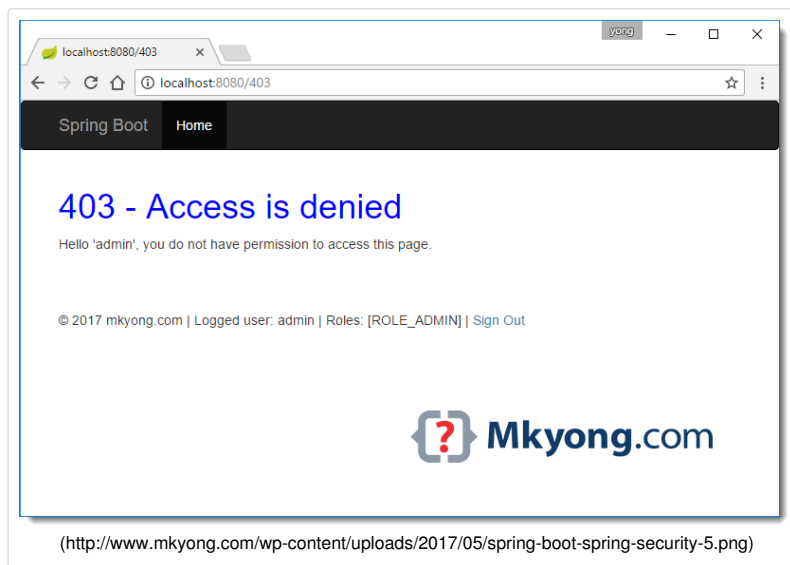 yong
localhost:8080/403
localhost:8080/403
Spring Boot Home
403 - Access is denied
Hello 'admin', you do not have permission to access this page.
© 2017 mkyong.com | Logged user: admin | Roles: [ROLE_ADMIN] | Sign Out
{?} Mkyong.com
(http://www.mkyong.com/wp-content/uploads/2017/05/spring-boot-spring-security-5.png)